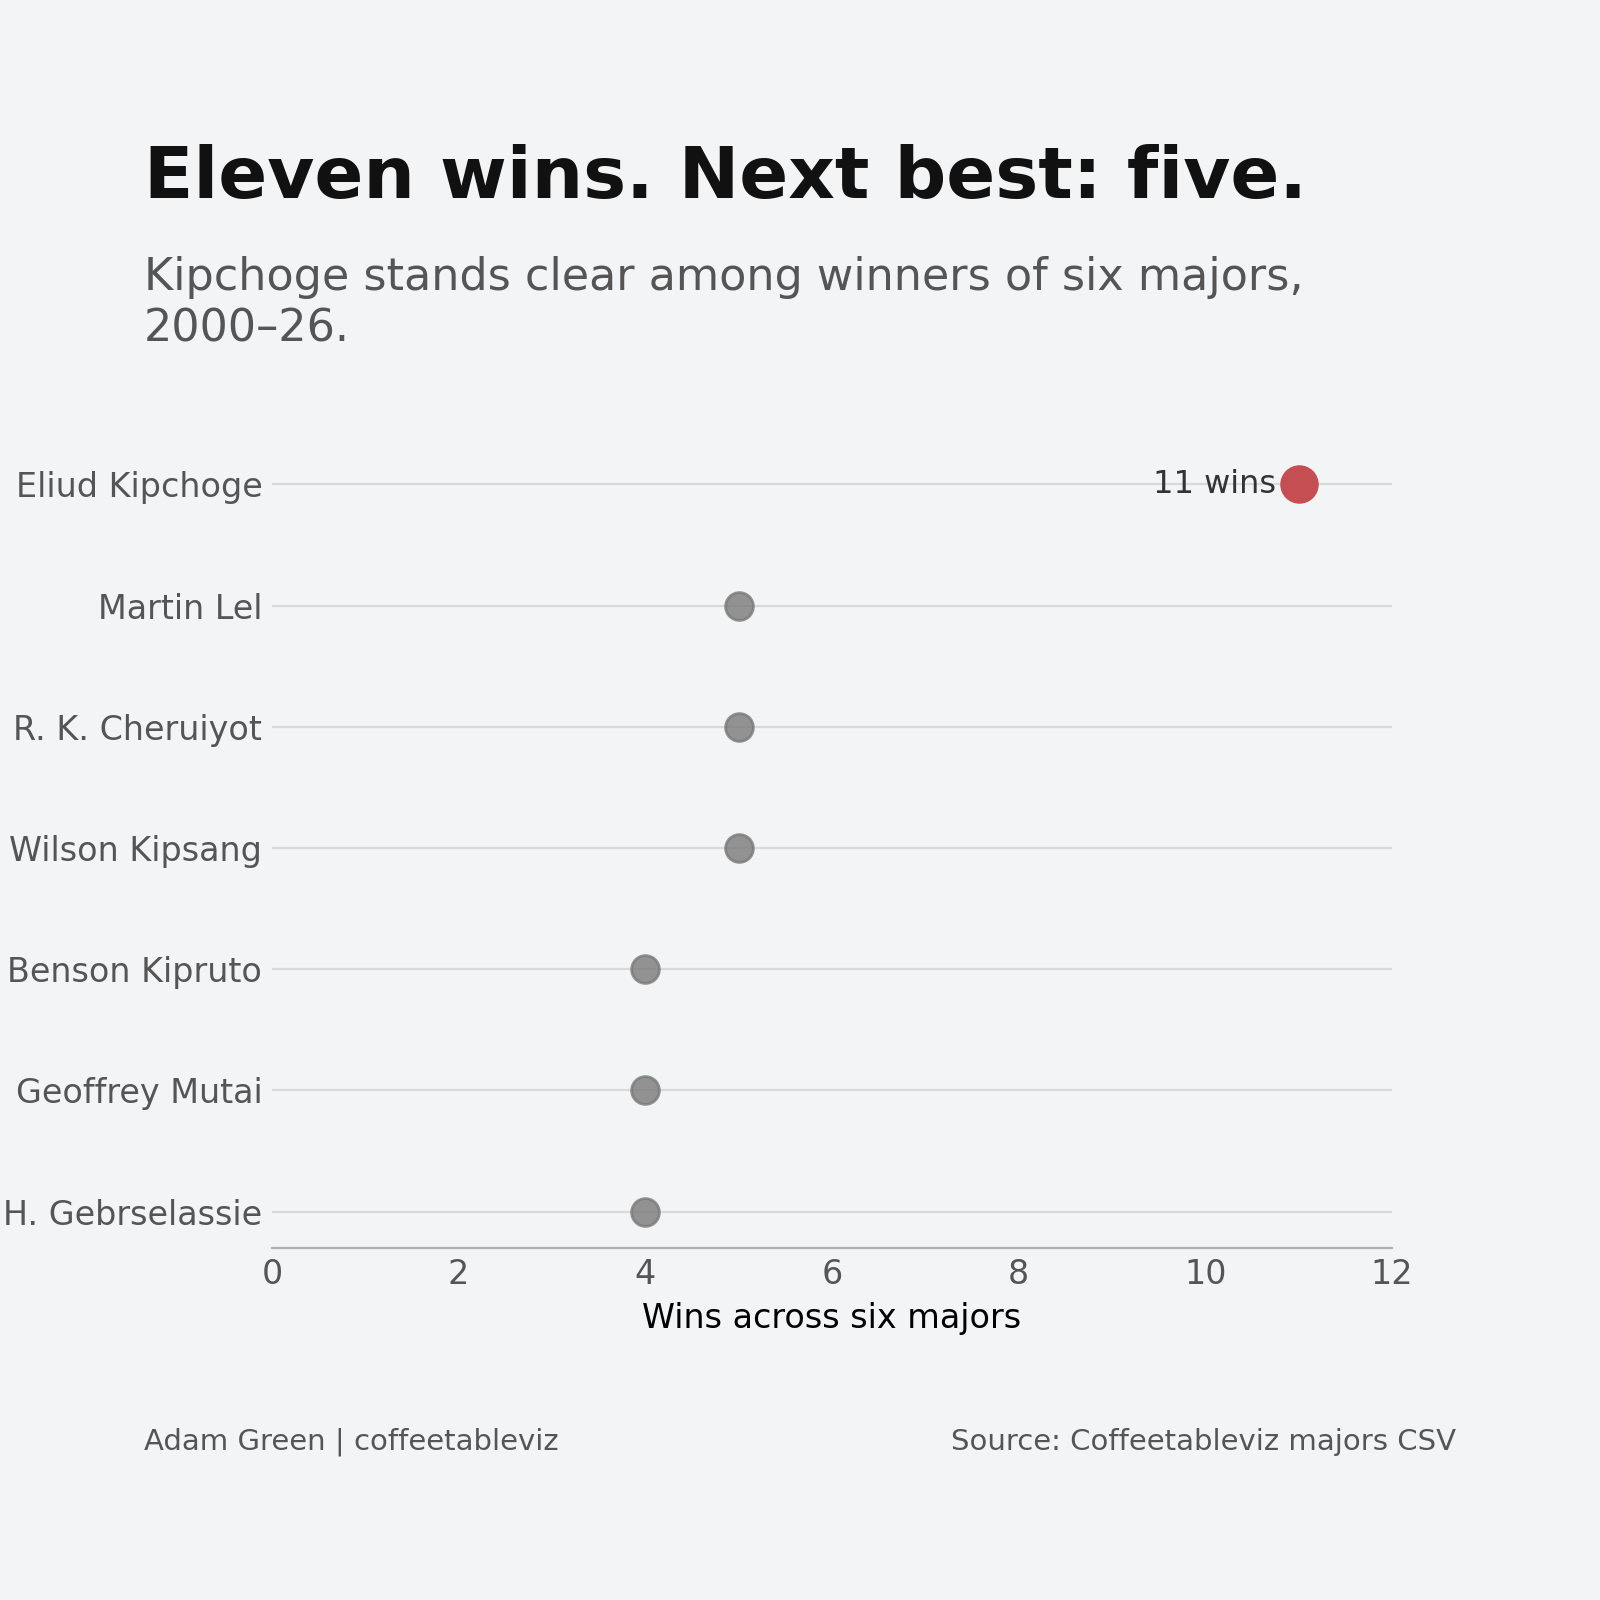 Eleven wins. Next best: five.
Kipchoge stands clear among winners of six majors,
2000–26.
Eliud Kipchoge
11 wins
Martin Lel
R. K. Cheruiyot
Wilson Kipsang
Benson Kipruto
Geoffrey Mutai
H. Gebrselassie
0 2 4 6 8 10 12
Wins across six majors
Adam Green | coffeetableviz
Source: Coffeetableviz majors CSV